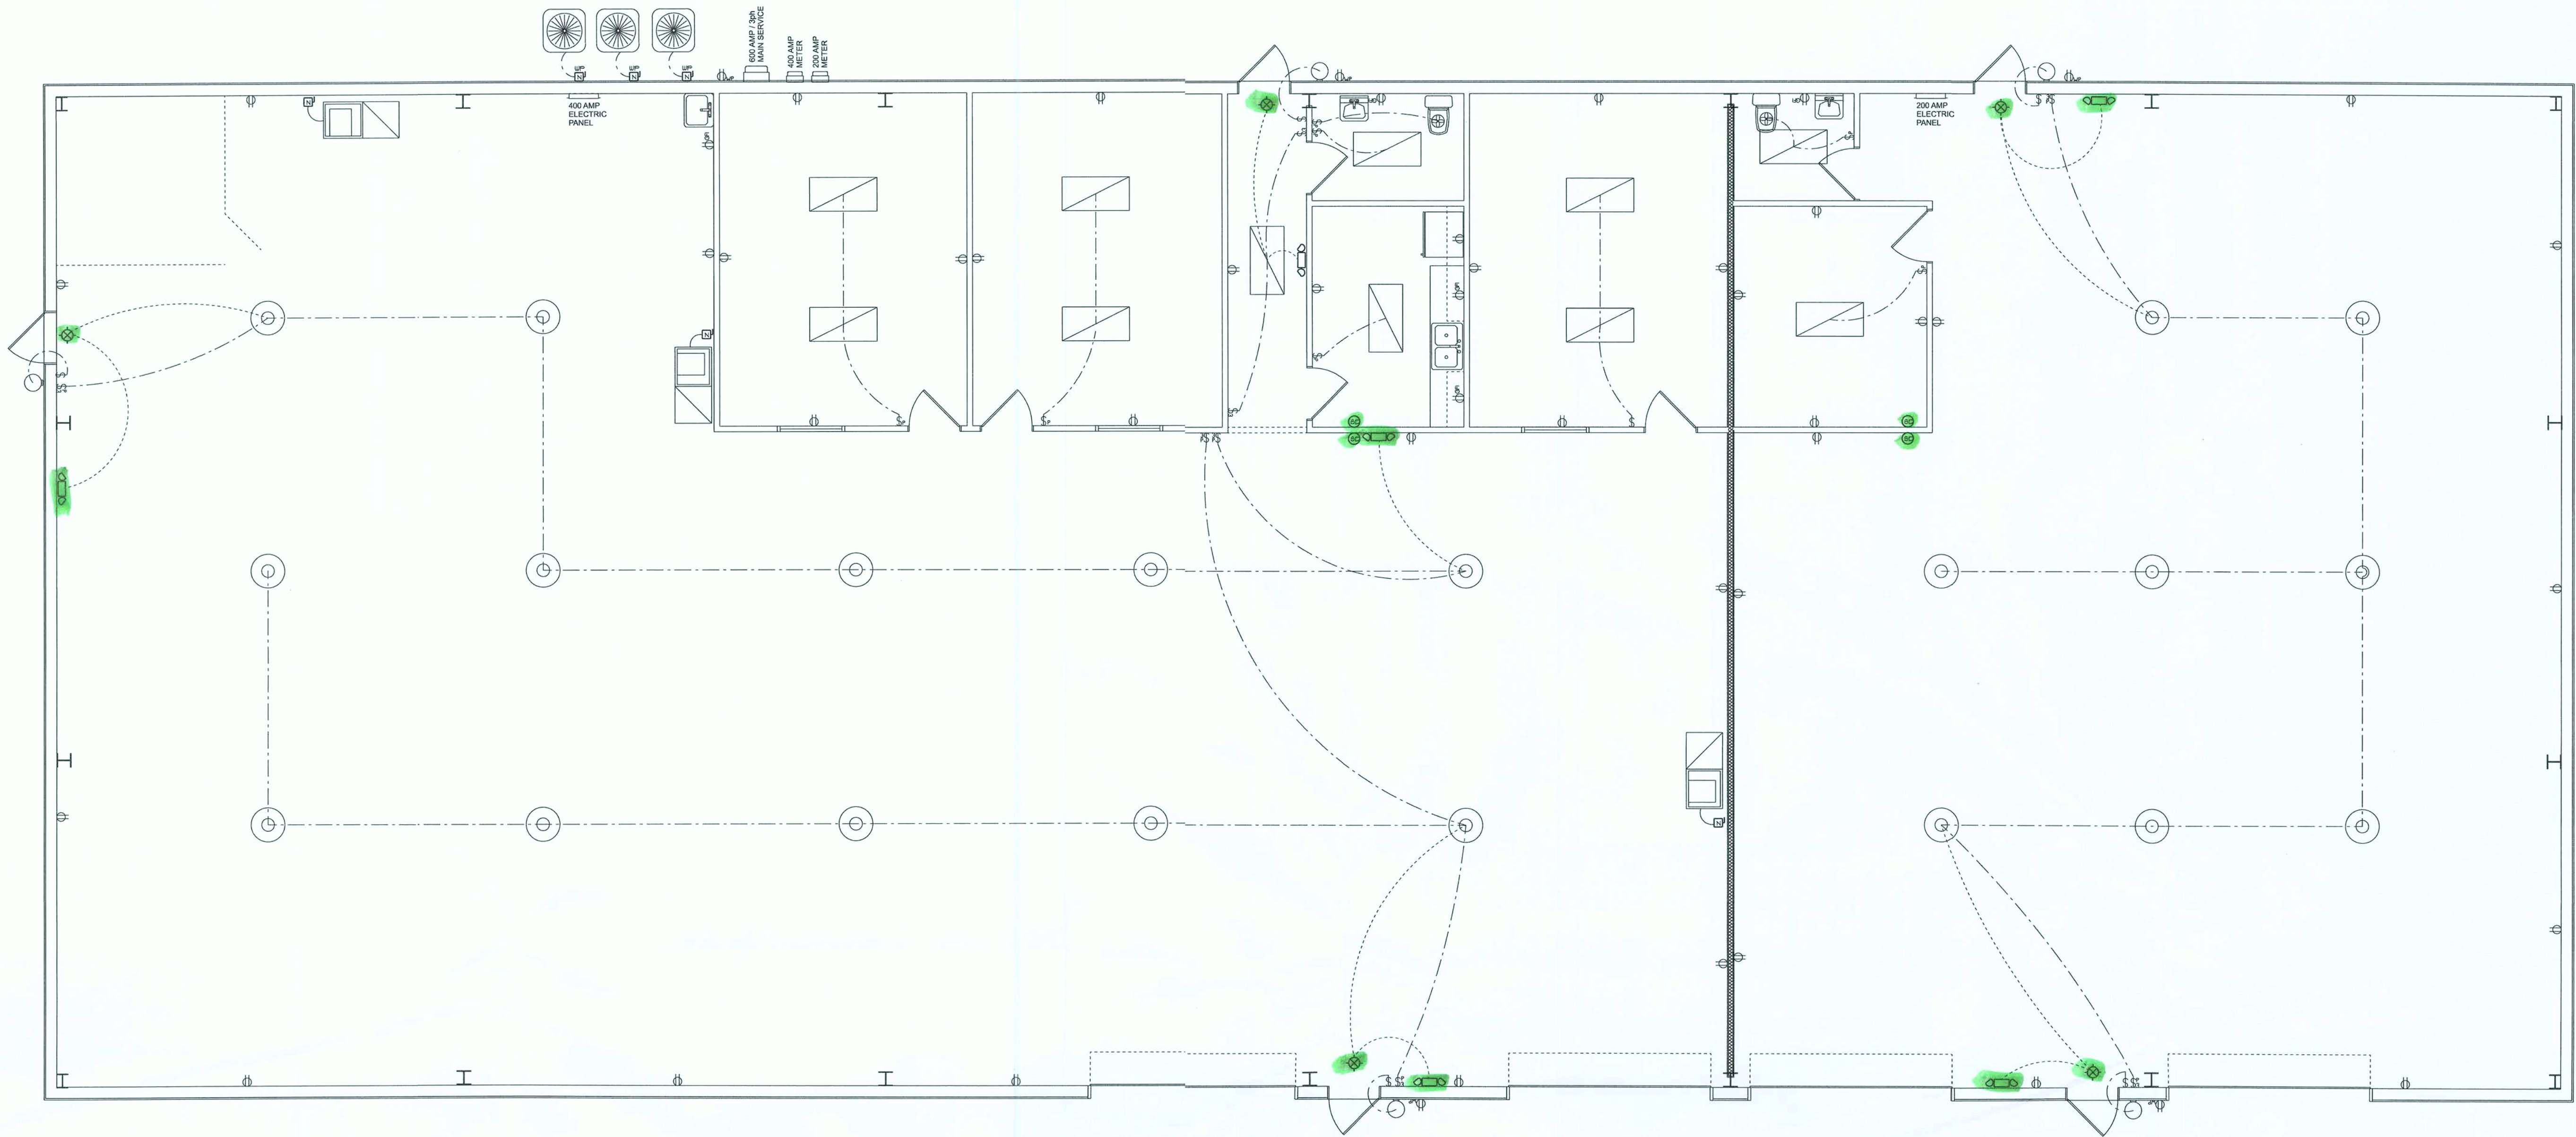 600 AMP / 3ph
MAIN SERVICE
400 AMP
METER
200 AMP
METER
400 AMP
ELECTRIC
PANEL
200 AMP
ELECTRIC
PANEL